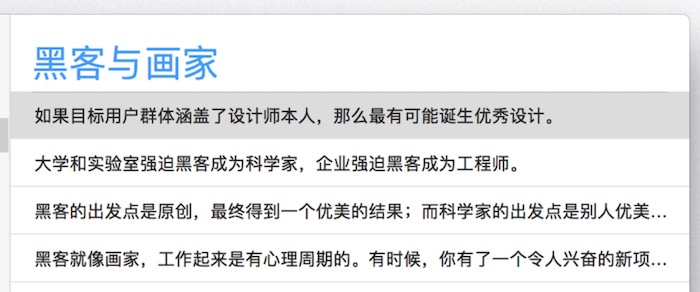 黑客与画家
如果目标用户群体涵盖了设计师本人，那么最有可能诞生优秀设计。
大学和实验室强迫黑客成为科学家，企业强迫黑客成为工程师。
黑客的出发点是原创，最终得到一个优美的结果；而科学家的出发点是别人优美...
黑客就像画家，工作起来是有心理周期的。有时候，你有了一个令人兴奋的新项...